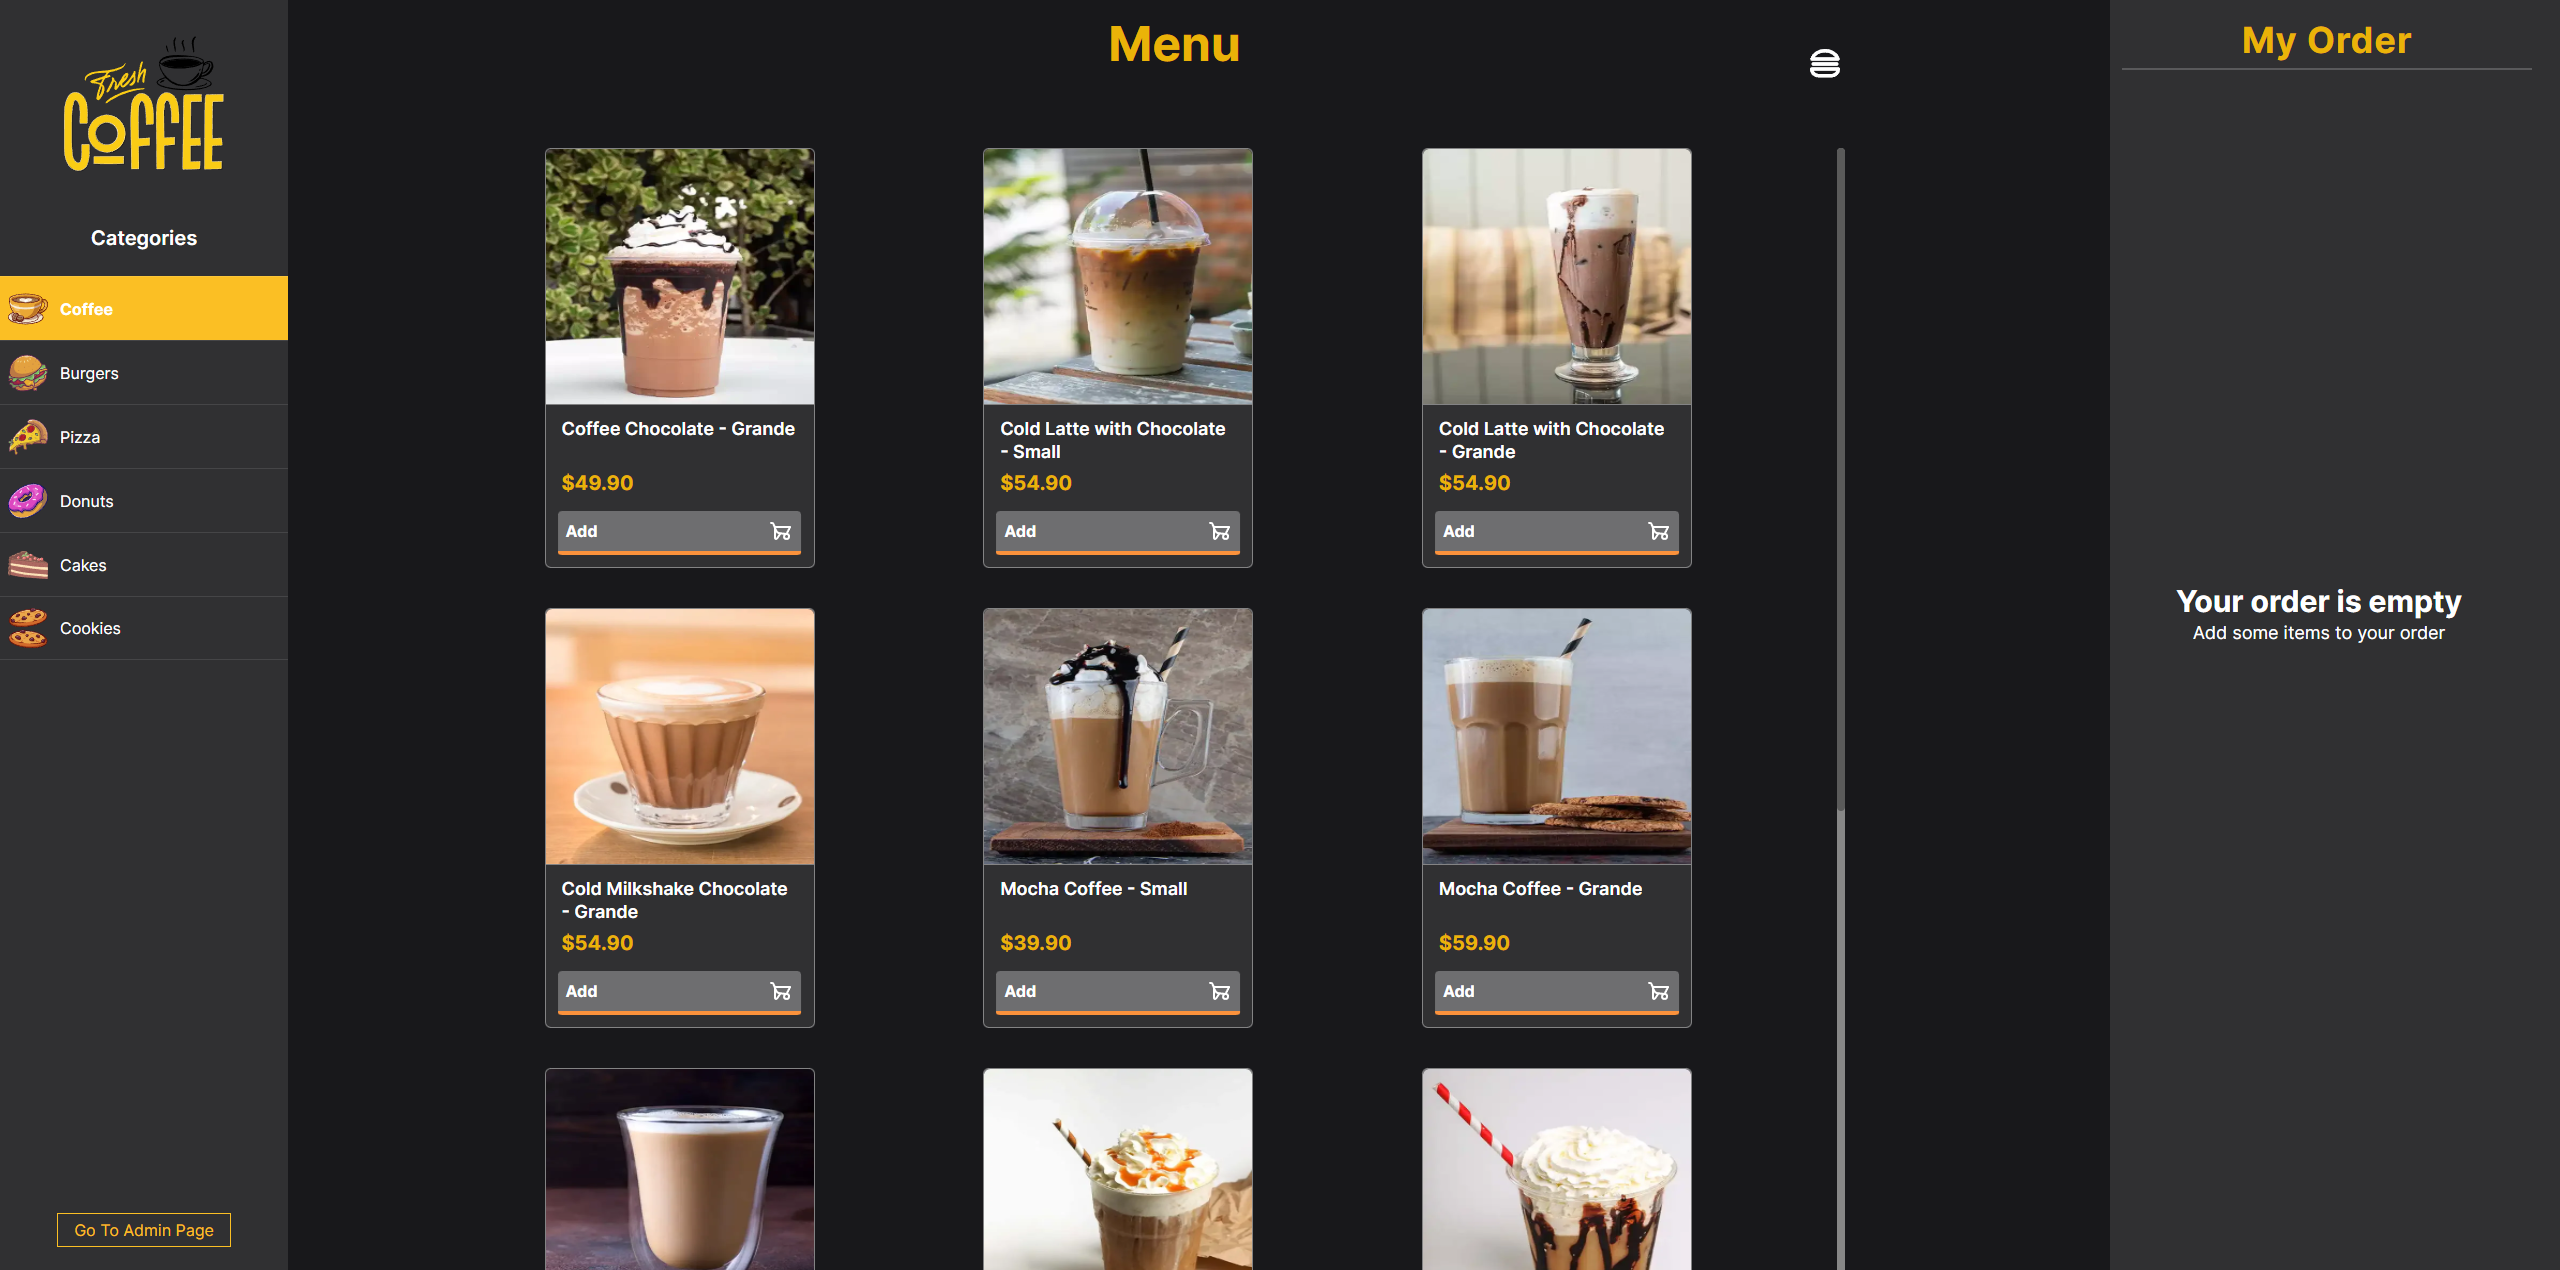 Fresh
COFFEE
Categories
Coffee
Burgers
Pizza
Donuts
Cakes
Cookies
Go To Admin Page
Menu
Coffee Chocolate - Grande
$49.90
Add
Cold Latte with Chocolate
- Small
$54.90
Add
Cold Latte with Chocolate
- Grande
$54.90
Add
Cold Milkshake Chocolate
- Grande
$54.90
Add
Mocha Coffee - Small
$39.90
Add
Mocha Coffee - Grande
$59.90
Add
My Order
Your order is empty
Add some items to your order